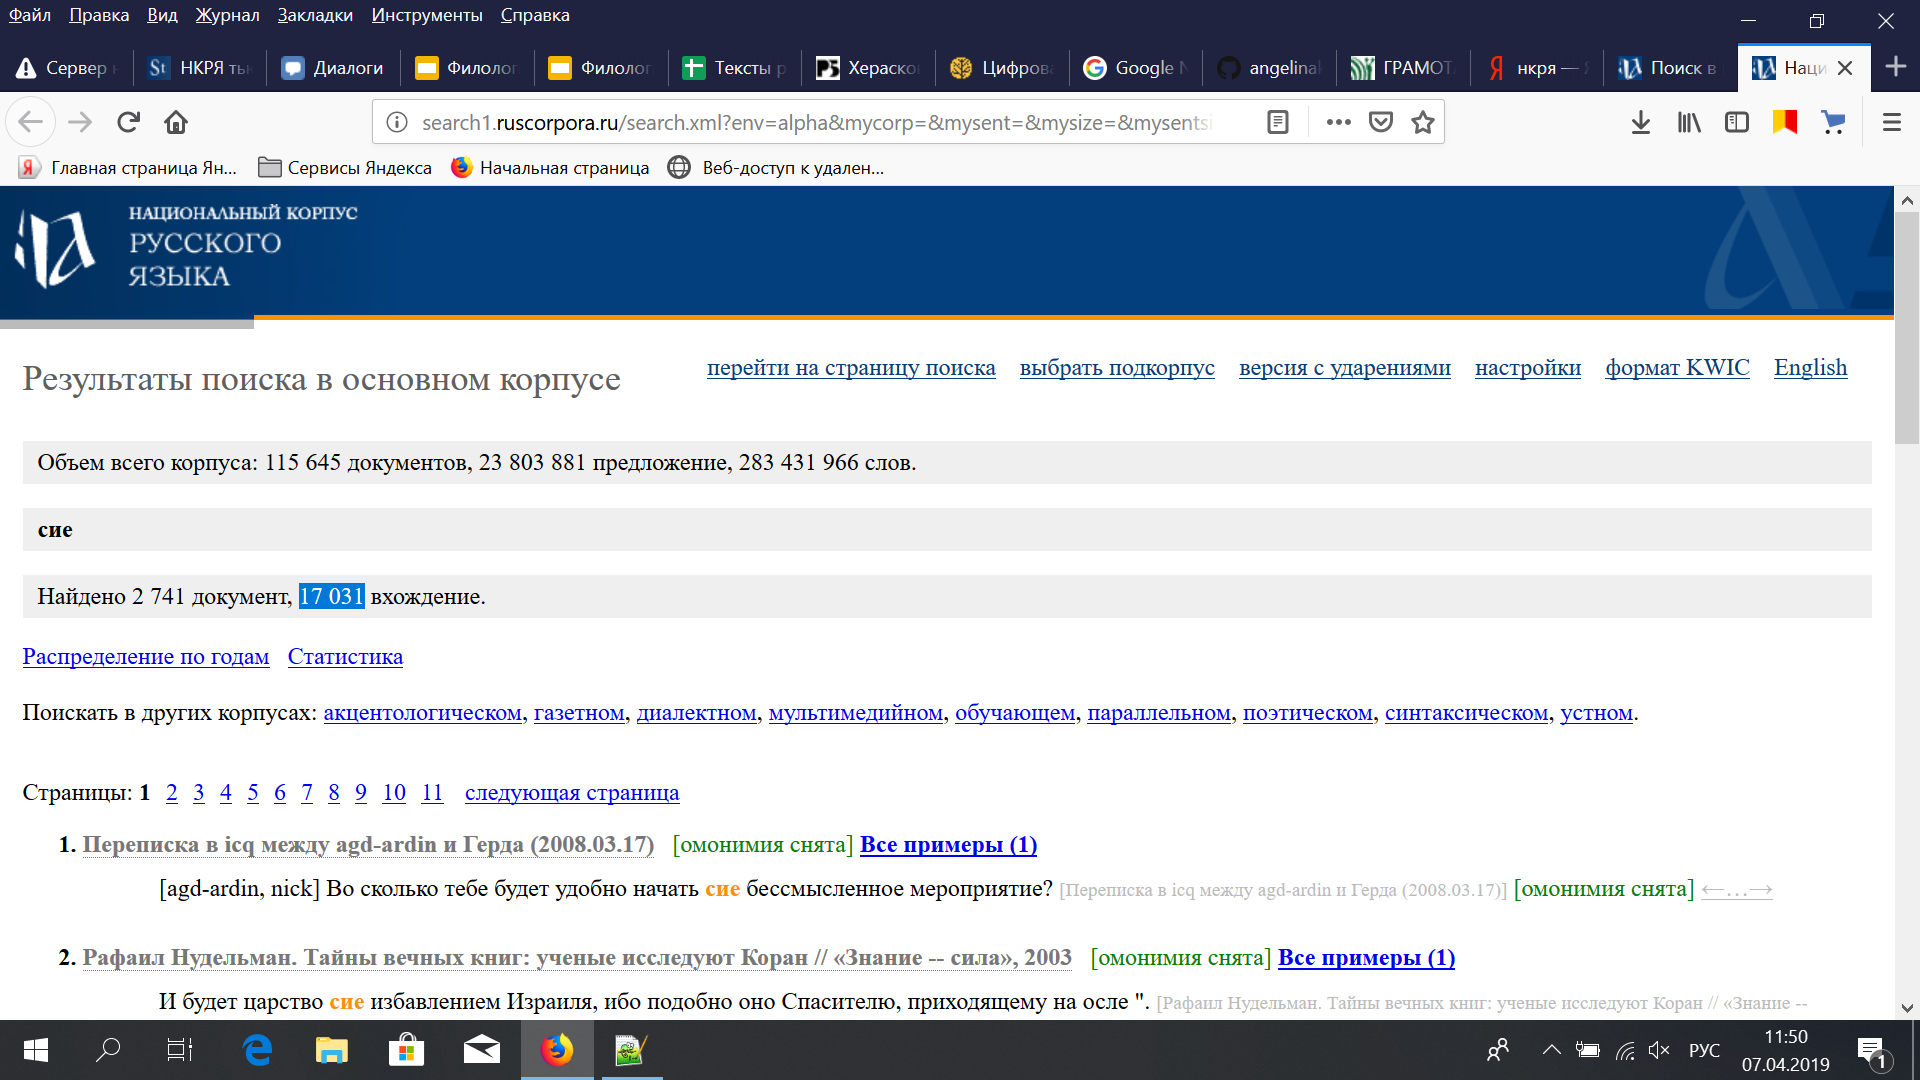 Файл Правка Вид Журнал Закладки Инструменты Справка
Сервер НКРЯ Диалоги Филолог Филолог Тексты р Хераско Цифров Google angelina ГРАМОТ нкря — Поиск в Наци
search1.ruscorpora.ru/search.xml?env=alpha&mycorp=&mysent=&mysize=&mysentsi
Главная страница Ян... Сервисы Яндекса Начальная страница Веб-доступ к удален...
НАЦИОНАЛЬНЫЙ КОРПУС
РУССКОГО
ЯЗЫКА
Результаты поиска в основном корпусе
перейти на страницу поиска выбрать подкорпус версия с ударениями настройки формат KWIC English
Объем всего корпуса: 115 645 документов, 23 803 881 предложение, 283 431 966 слов.
сие
Найдено 2 741 документ, 17 031 вхождение.
Распределение по годам Статистика
Поискать в других корпусах: акцентологическом, газетном, диалектном, мультимедийном, обучающем, параллельном, поэтическом, синтаксическом, устном.
Страницы: 1 2 3 4 5 6 7 8 9 10 11 следующая страница
1. Переписка в icq между agd-ardin и Герда (2008.03.17) [омонимия снята] Все примеры (1)
[agd-ardin, nick] Во сколько тебе будет удобно начать сие бессмысленное мероприятие? [Переписка в icq между agd-ardin и Герда (2008.03.17)] [омонимия снята] ←…→
2. Рафаил Нудельман. Тайны вечных книг: ученые исследуют Коран // «Знание -- сила», 2003 [омонимия снята] Все примеры (1)
И будет царство сие избавлением Израиля, ибо подобно оно Спасителю, приходящему на осле ". [Рафаил Нудельман. Тайны вечных книг: ученые исследуют Коран // «Знание --
РУС
11:50
07.04.2019
1